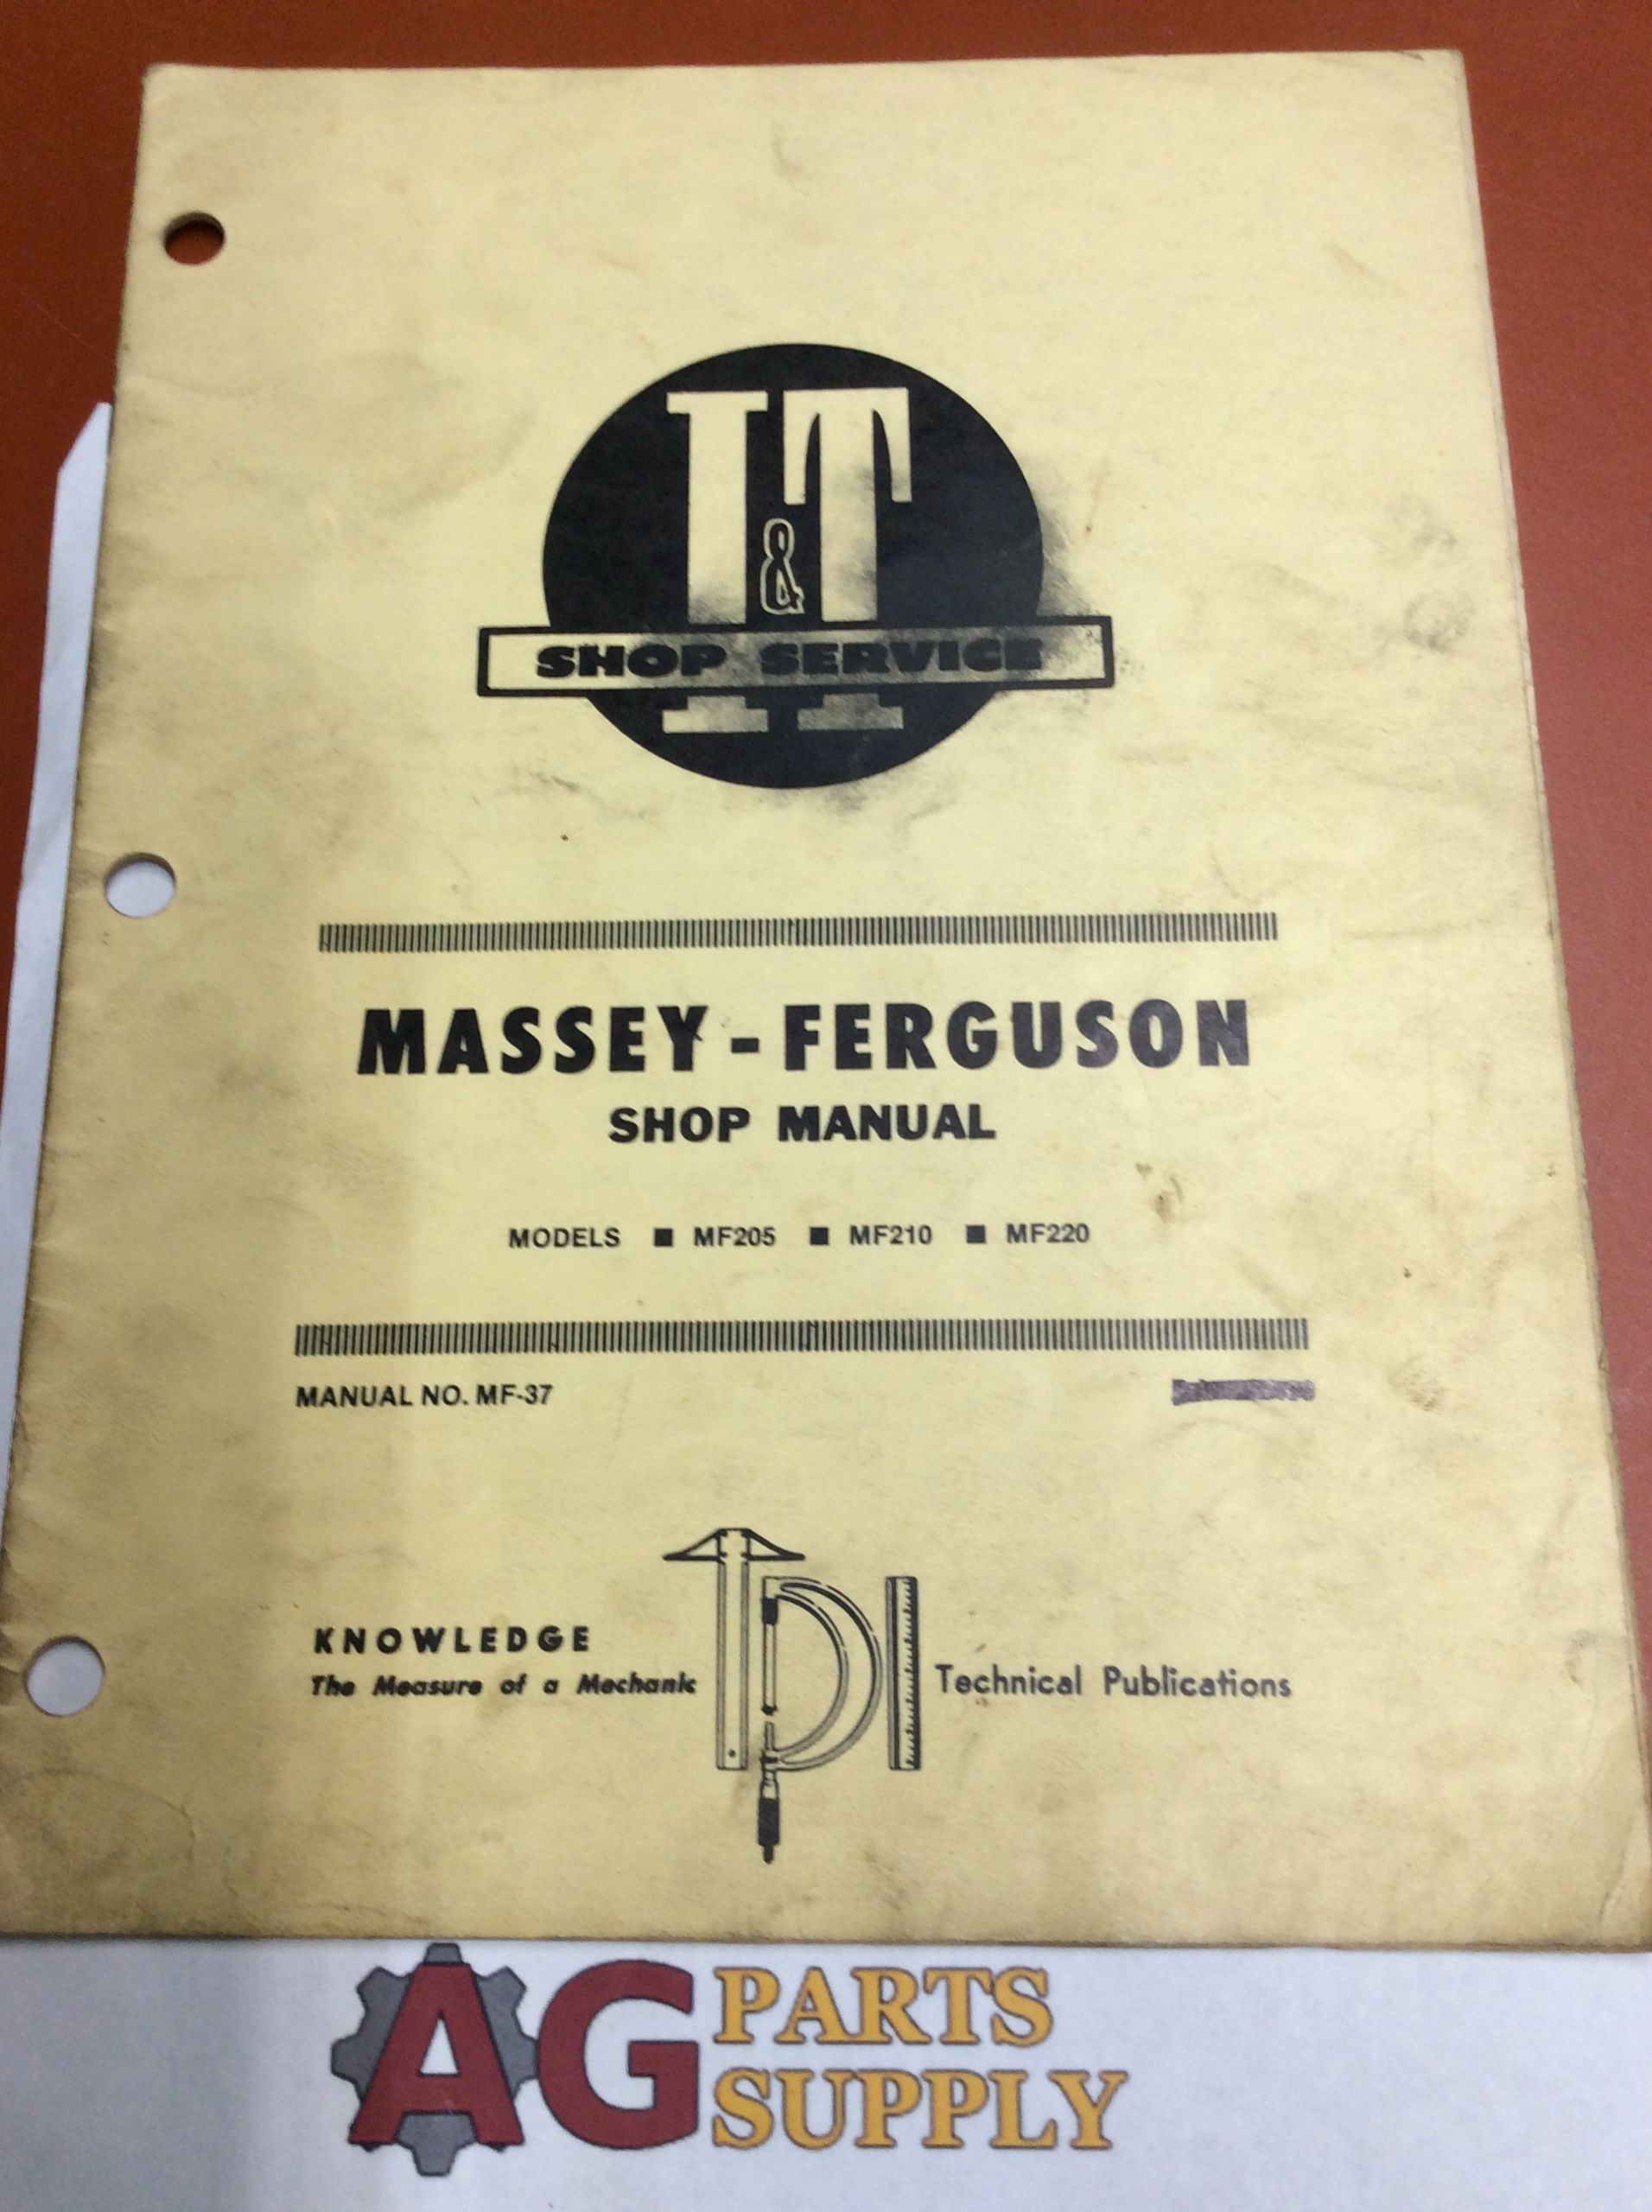 I&T
SHOP SERVICE
MASSEY-FERGUSON
SHOP MANUAL
MODELS ■ MF205 ■ MF210 ■ MF220
MANUAL NO. MF-37
KNOWLEDGE
The Measure of a Mechanic
TPI
Technical Publications
AG PARTS
SUPPLY